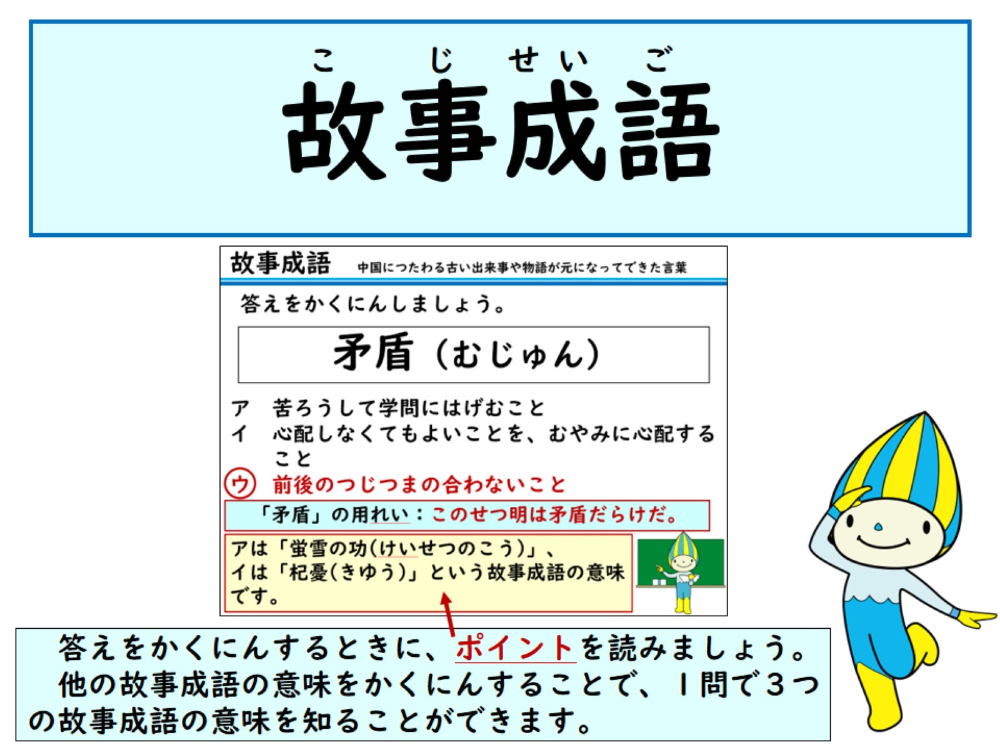 こ じ せ い ご
故事成語
故事成語 中国につたわる古い出来事や物語が元になってできた言葉
答えをかくにんしましょう。
矛盾（むじゅん）
ア 苦ろうして学問にはげむこと
イ 心配しなくてもよいことを、むやみに心配する
こと
ウ 前後のつじつまの合わないこと
「矛盾」の用れい：このせつ明は矛盾だらけだ。
アは「蛍雪の功(けいせつのこう)」、
イは「杞憂(きゆう)」という故事成語の意味
です。
答えをかくにんするときに、ポイントを読みましょう。
他の故事成語の意味をかくにんすることで、１問で３つ
の故事成語の意味を知ることができます。